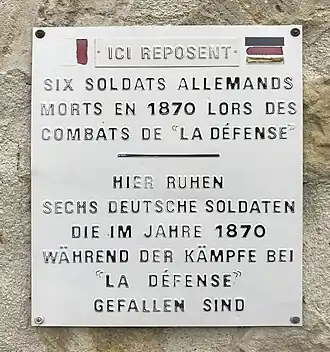 ICI REPOSENT
SIX SOLDATS ALLEMANDS
MORTS EN 1870 LORS DES
COMBATS DE "LA DÉFENSE"
HIER RUHEN
SECHS DEUTSCHE SOLDATEN
DIE IM JAHRE 1870
WÄHREND DER KÄMPFE BEI
"LA DÉFENSE"
GEFALLEN SIND